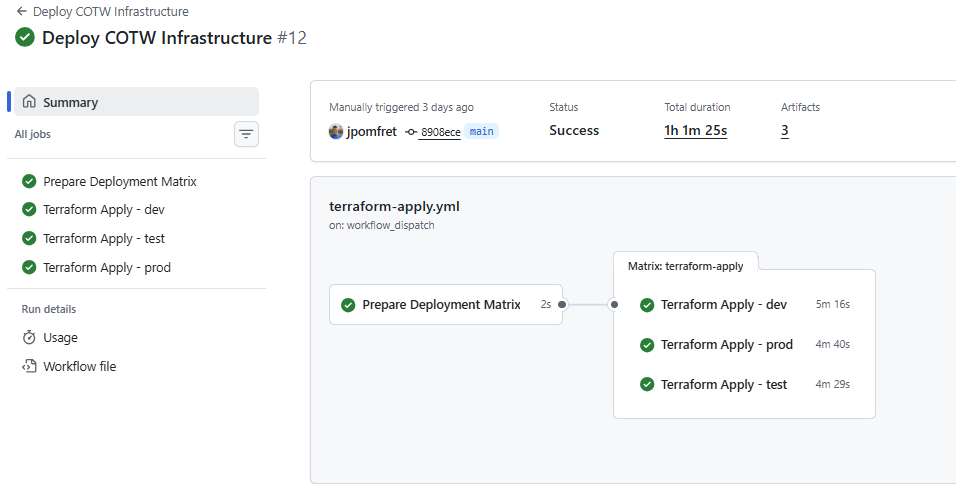 Deploy COTW Infrastructure
Deploy COTW Infrastructure #12
Summary
All jobs
Prepare Deployment Matrix
Terraform Apply - dev
Terraform Apply - test
Terraform Apply - prod
Run details
Usage
Workflow file
Manually triggered 3 days ago
jpomfret 8908ece main
Status
Success
Total duration
1h 1m 25s
Artifacts
3
terraform-apply.yml
on: workflow_dispatch
Prepare Deployment Matrix 2s
Matrix: terraform-apply
Terraform Apply - dev 5m 16s
Terraform Apply - prod 4m 40s
Terraform Apply - test 4m 29s